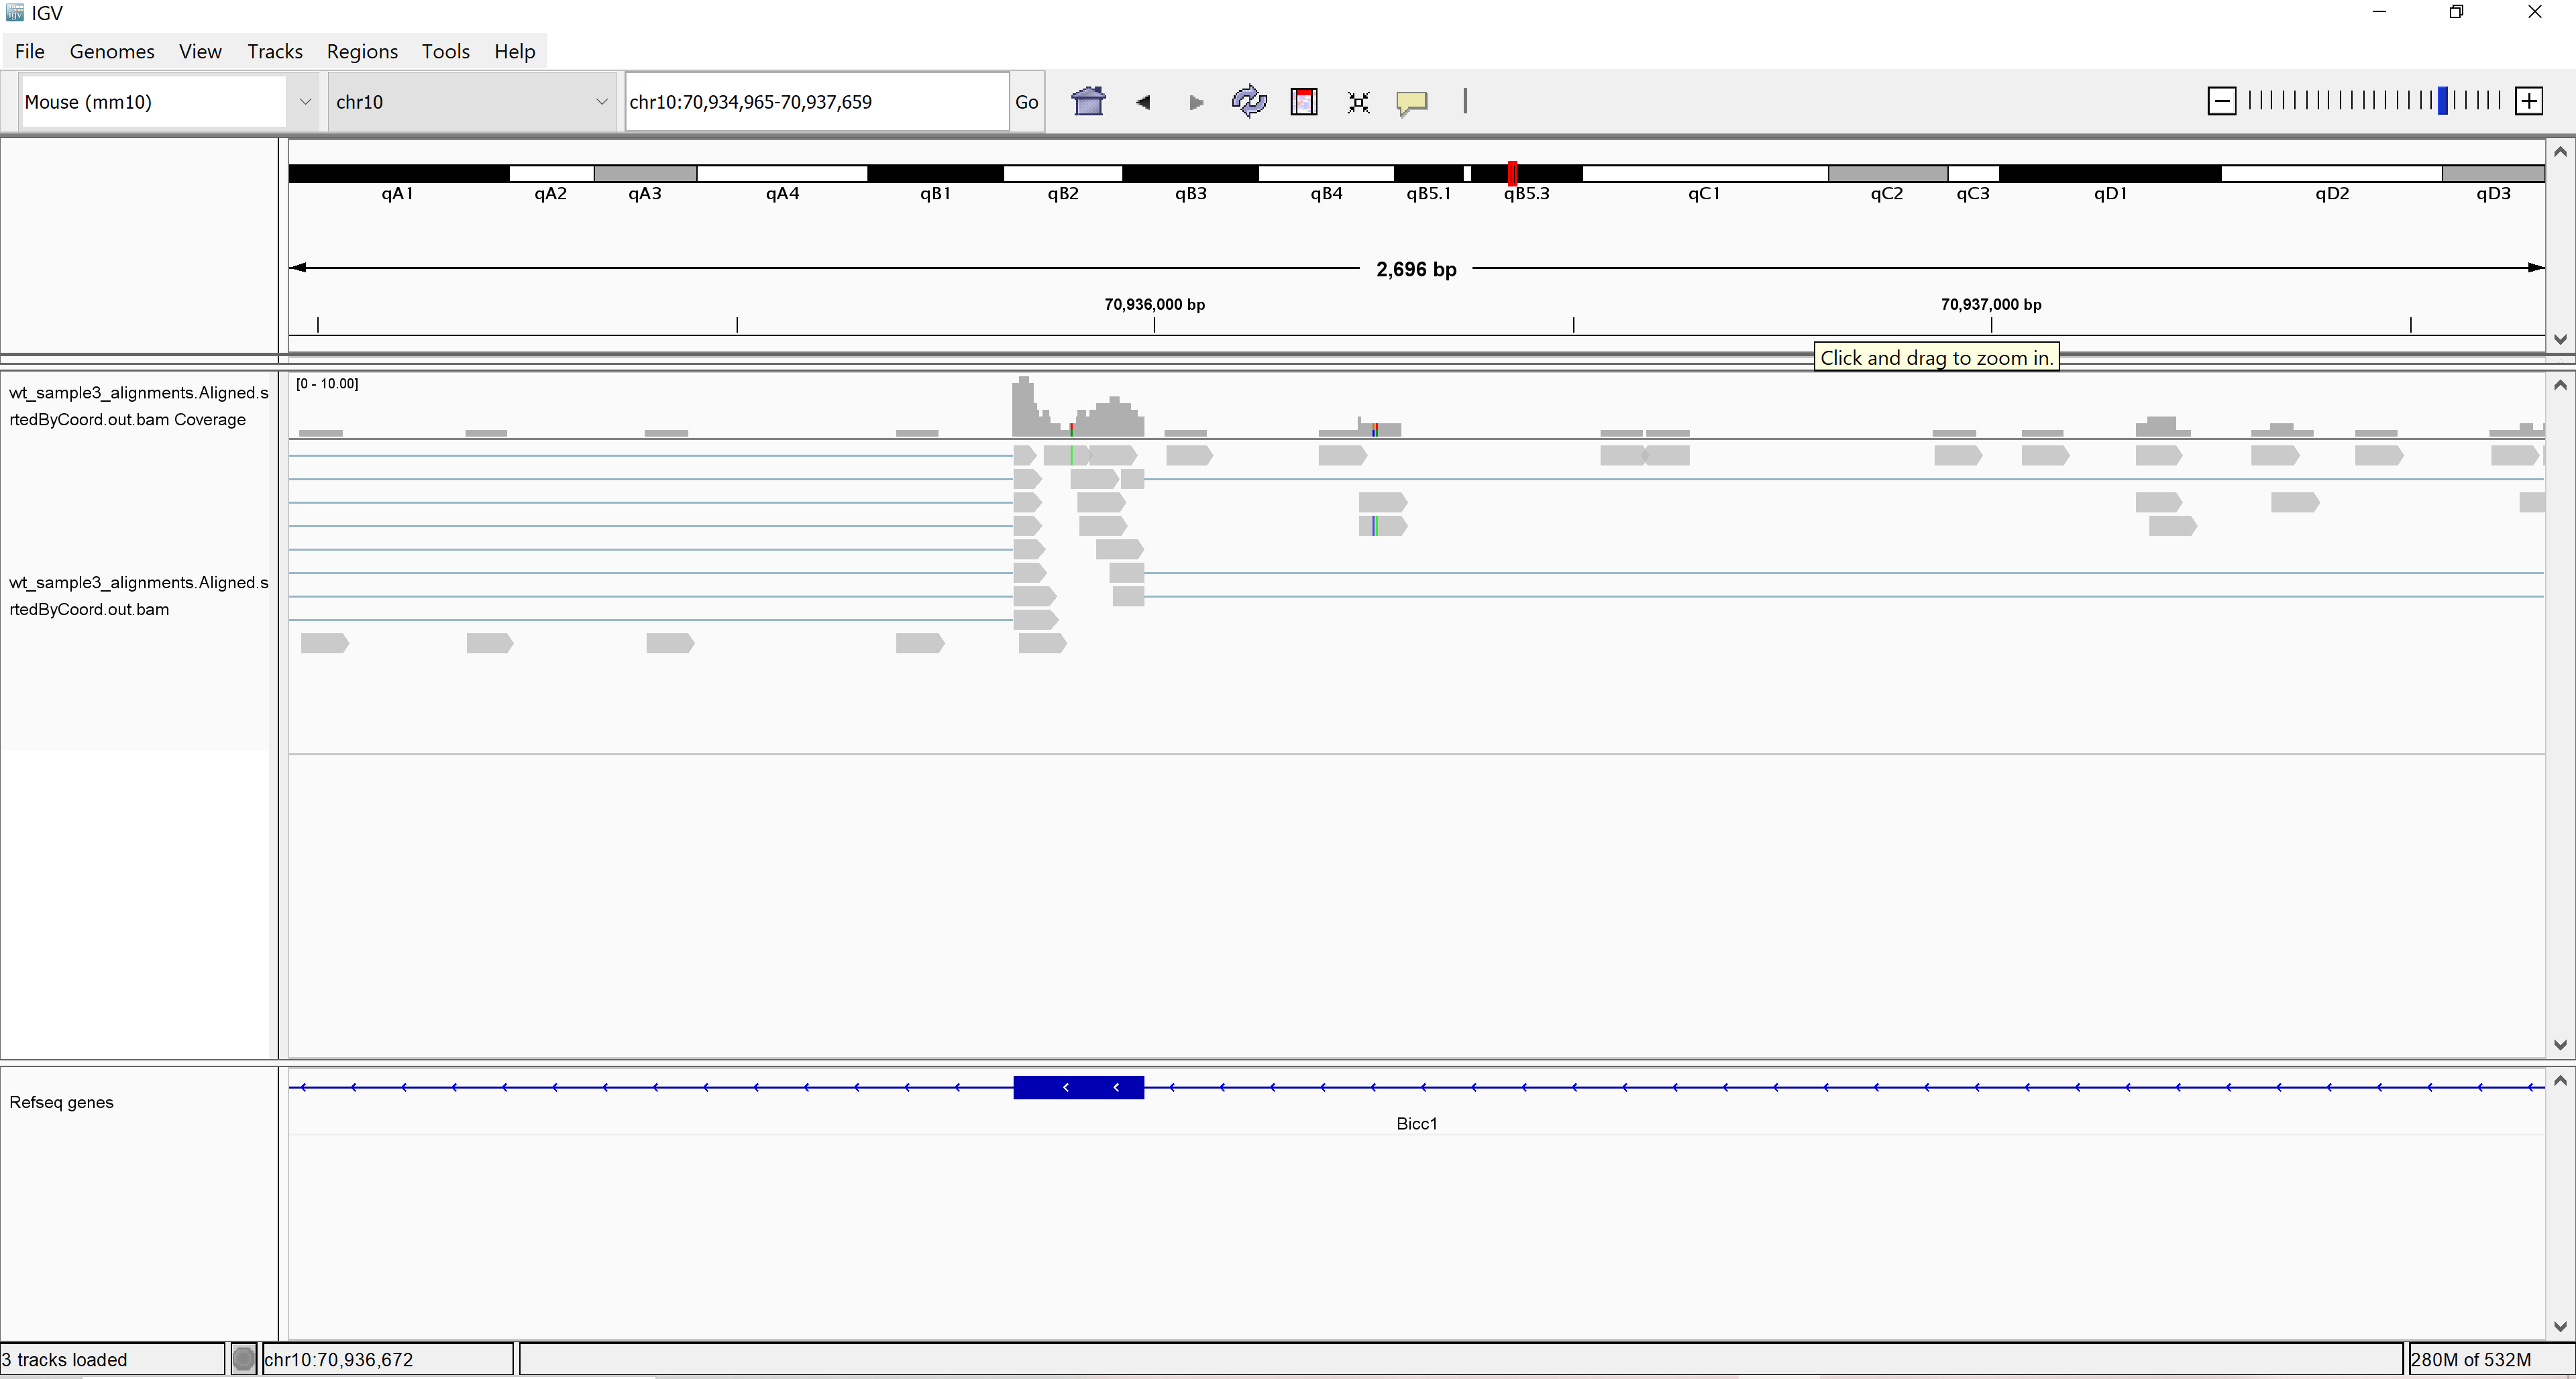 IGV
File Genomes View Tracks Regions Tools Help
Mouse (mm10) chr10 chr10:70,934,965-70,937,659 Go
qA1 qA2 qA3 qA4 qB1 qB2 qB3 qB4 qB5.1 qB5.3 qC1 qC2 qC3 qD1 qD2 qD3
2,696 bp
70,936,000 bp 70,937,000 bp
Click and drag to zoom in.
[0 - 10.00]
wt_sample3_alignments.Aligned.s
rtedByCoord.out.bam Coverage
wt_sample3_alignments.Aligned.s
rtedByCoord.out.bam
Refseq genes
Bicc1
3 tracks loaded chr10:70,936,672 280M of 532M